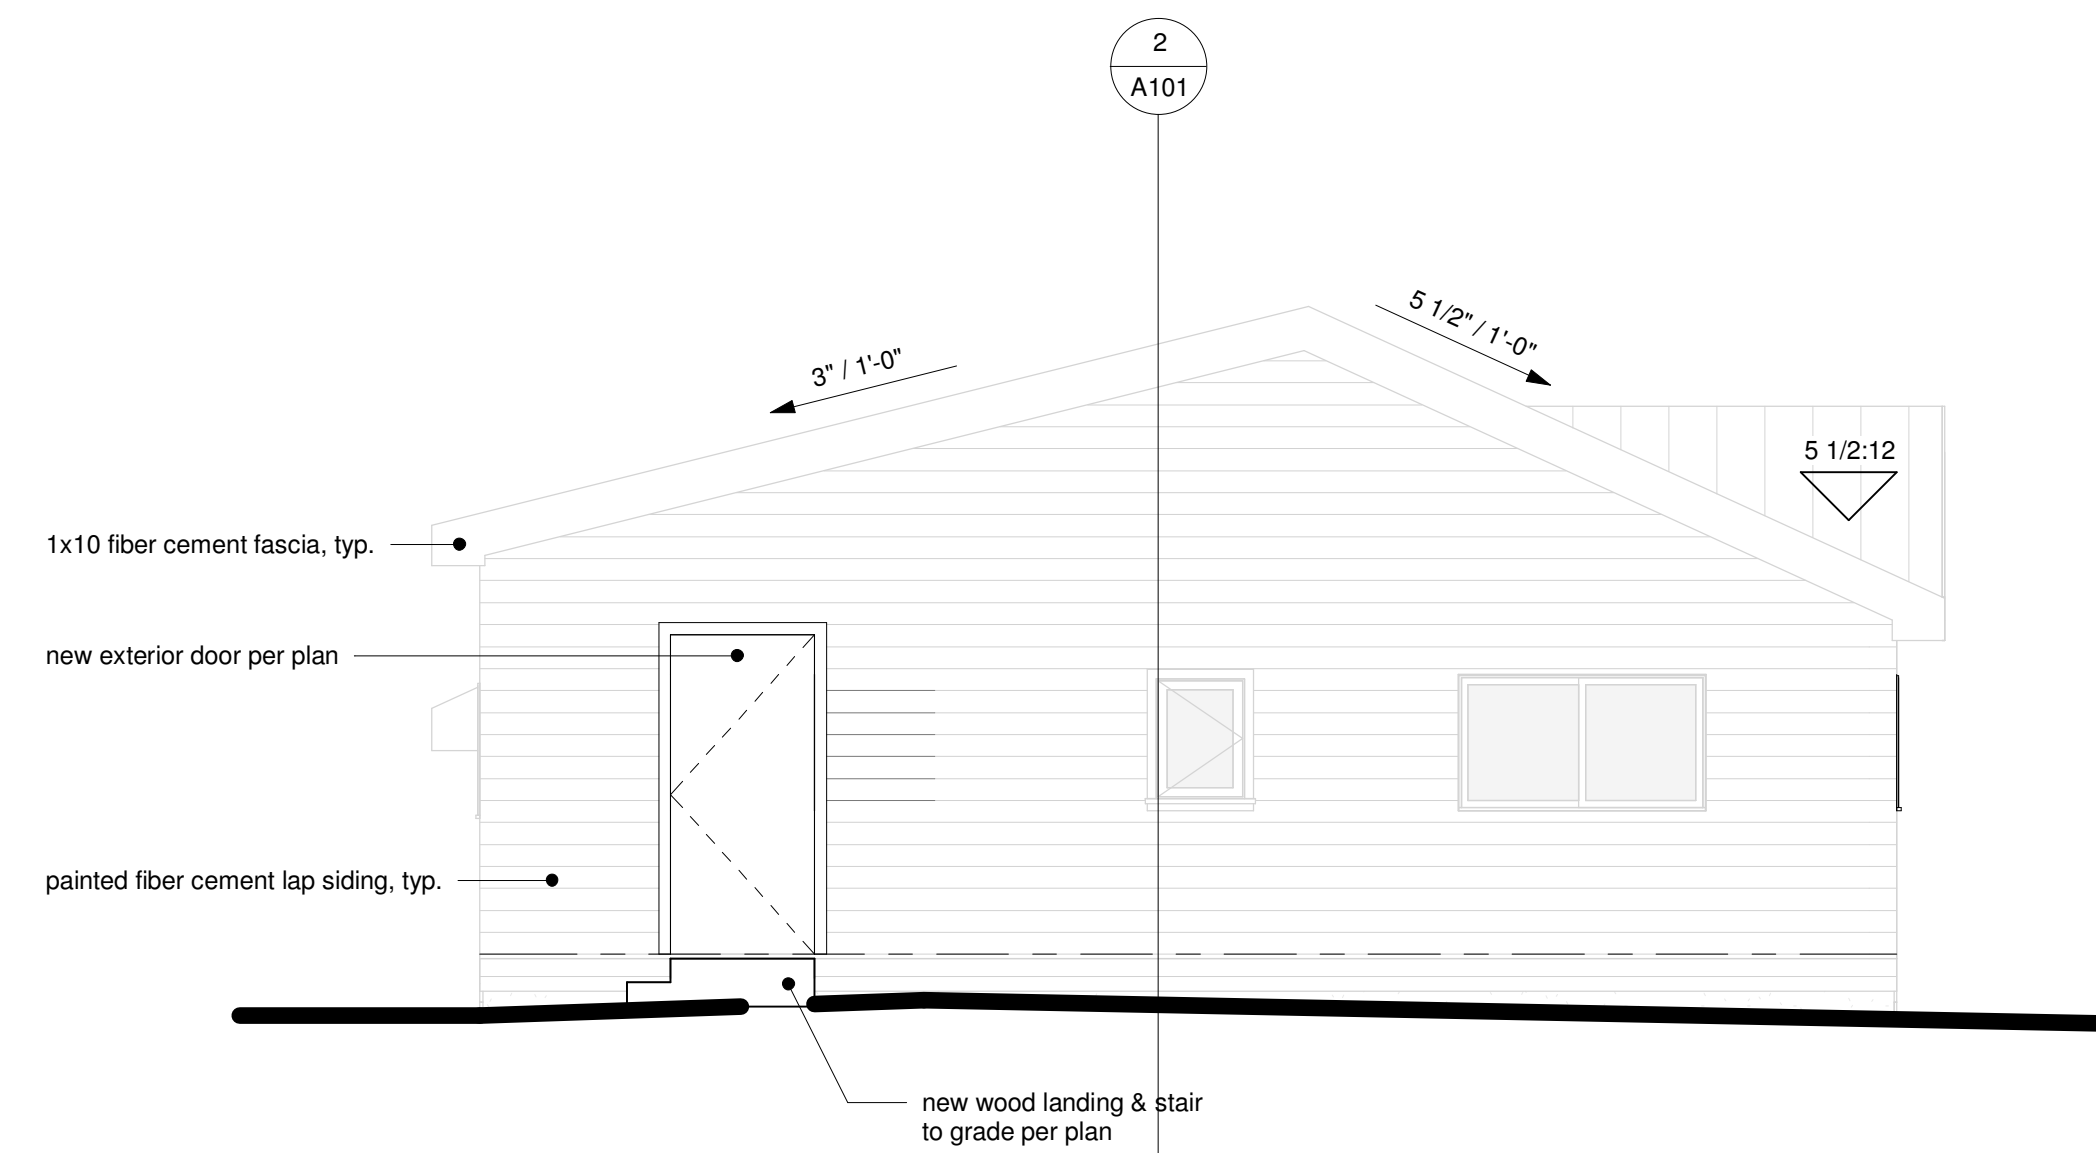 2
A101
3" / 1'-0"
5 1/2" / 1'-0"
5 1/2:12
1x10 fiber cement fascia, typ.
new exterior door per plan
painted fiber cement lap siding, typ.
new wood landing & stair
to grade per plan